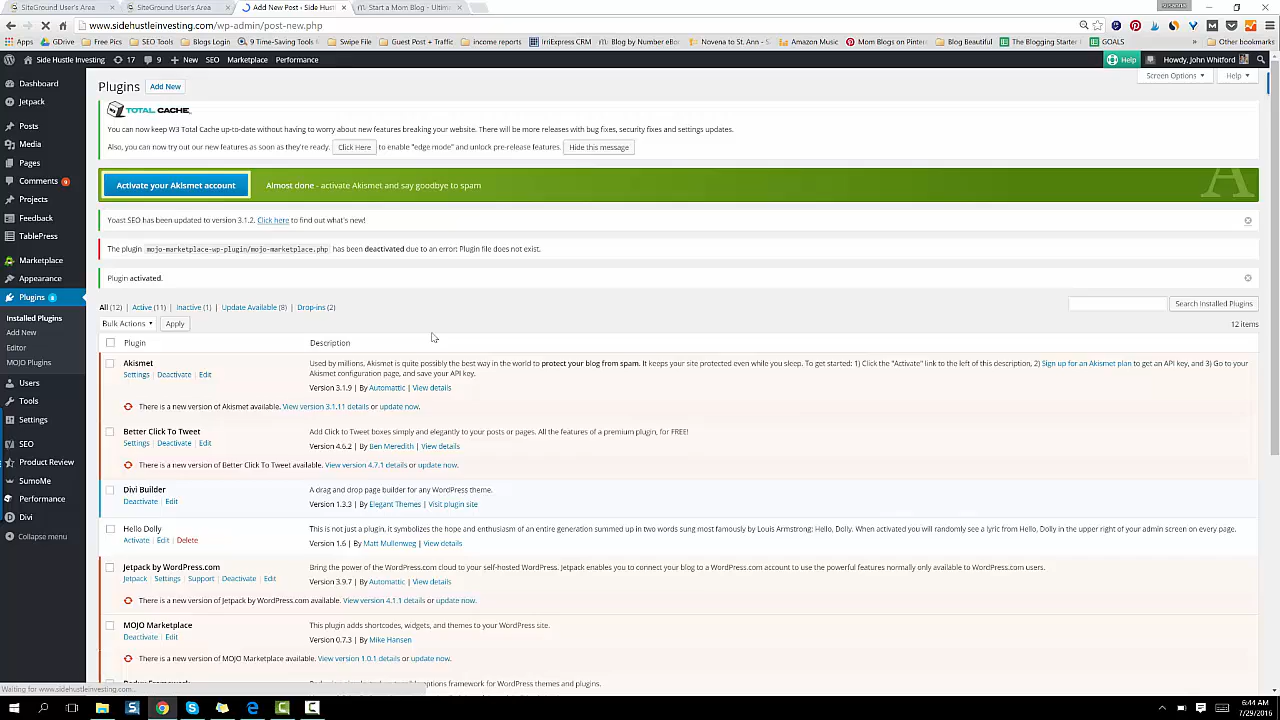 SiteGround User's Area
SiteGround User's Area
Add New Post ‹ Side Hu
Start a Mom Blog - Ultim
www.sidehustleinvesting.com/wp-admin/post-new.php
Apps
GDrive
Free Pics
SEO Tools
Blogs Login
9 Time-Saving Tools
Swipe File
Guest Post + Traffic
income reports
IntExpress CRM
Blog by Number eBo
Novena to St. Ann - S
Amazon Music
Mom Blogs on Pinter
Blog Beautiful
The Blogging Starter
GOALS
Other bookmarks
Side Hustle Investing
17
9
New
SEO
Marketplace
Performance
Help
Howdy, John Whitford
Screen Options
Help
Dashboard
Jetpack
Posts
Media
Pages
Comments
Projects
Feedback
TablePress
Marketplace
Appearance
Plugins 8
Installed Plugins
Add New
Editor
MOJO Plugins
Users
Tools
Settings
SEO
Product Review
SumoMe
Performance
Divi
Collapse menu
Plugins Add New
TOTAL CACHE
You can now keep W3 Total Cache up-to-date without having to worry about new features breaking your website. There will be more releases with bug fixes, security fixes and settings updates.
Also, you can now try out our new features as soon as they're ready. Click Here to enable "edge mode" and unlock pre-release features. Hide this message
Activate your Akismet account
Almost done - activate Akismet and say goodbye to spam
A
Yoast SEO has been updated to version 3.1.2. Click here to find out what's new!
The plugin mojo-marketplace-wp-plugin/mojo-marketplace.php has been deactivated due to an error: Plugin file does not exist.
Plugin activated.
All (12) | Active (11) | Inactive (1) | Update Available (8) | Drop-ins (2)
Search Installed Plugins
Bulk Actions Apply
12 items
Plugin Description
Akismet
Settings | Deactivate | Edit
Used by millions, Akismet is quite possibly the best way in the world to protect your blog from spam. It keeps your site protected even while you sleep. To get started: 1) Click the "Activate" link to the left of this description, 2) Sign up for an Akismet plan to get an API key, and 3) Go to your
Akismet configuration page, and save your API key.
Version 3.1.9 | By Automattic | View details
There is a new version of Akismet available. View version 3.1.11 details or update now.
Better Click To Tweet
Settings | Deactivate | Edit
Add Click to Tweet boxes simply and elegantly to your posts or pages. All the features of a premium plugin, for FREE!
Version 4.6.2 | By Ben Meredith | View details
There is a new version of Better Click To Tweet available. View version 4.7.1 details or update now.
Divi Builder
Deactivate | Edit
A drag and drop page builder for any WordPress theme.
Version 1.3.3 | By Elegant Themes | Visit plugin site
Hello Dolly
Activate | Edit | Delete
This is not just a plugin, it symbolizes the hope and enthusiasm of an entire generation summed up in two words sung most famously by Louis Armstrong: Hello, Dolly. When activated you will randomly see a lyric from Hello, Dolly in the upper right of your admin screen on every page.
Version 1.6 | By Matt Mullenweg | View details
Jetpack by WordPress.com
Jetpack | Settings | Support | Deactivate | Edit
Bring the power of the WordPress.com cloud to your self-hosted WordPress. Jetpack enables you to connect your blog to a WordPress.com account to use the powerful features normally only available to WordPress.com users.
Version 3.9.7 | By Automattic | View details
There is a new version of Jetpack by WordPress.com available. View version 4.1.1 details or update now.
MOJO Marketplace
Deactivate | Edit
This plugin adds shortcodes, widgets, and themes to your WordPress site.
Version 0.7.3 | By Mike Hansen
There is a new version of MOJO Marketplace available. View version 1.0.1 details or update now.
Waiting for www.sidehustleinvesting.com...
options framework for WordPress themes and plugins.
6:44 AM
7/29/2016